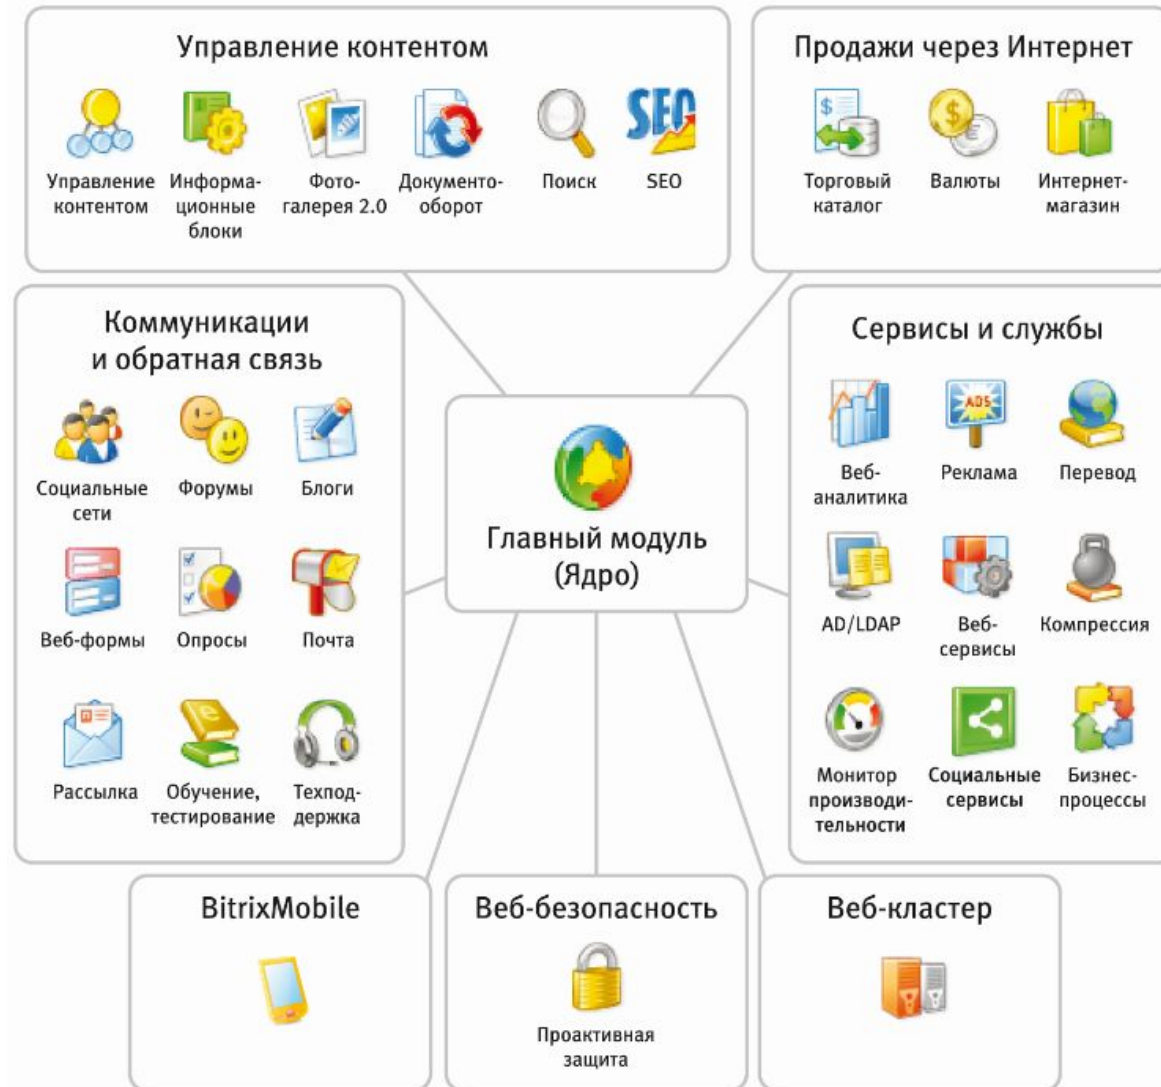 Управление контентом
SEO
Управление
контентом
Информа-
ционные
блоки
Фото-
галерея 2.0
Документо-
оборот
Поиск
SEO
Продажи через Интернет
$
$
Торговый
каталог
Валюты
Интернет-
магазин
Коммуникации
и обратная связь
Социальные
сети
Форумы
Блоги
Веб-формы
Опросы
Почта
Рассылка
Обучение,
тестирование
Техпод-
держка
Главный модуль
(Ядро)
Сервисы и службы
ADS
Веб-
аналитика
Реклама
Перевод
AD/LDAP
Веб-
сервисы
Компрессия
Монитор
производи-
тельности
Социальные
сервисы
Бизнес-
процессы
BitrixMobile
Веб-безопасность
Проактивная
защита
Веб-кластер